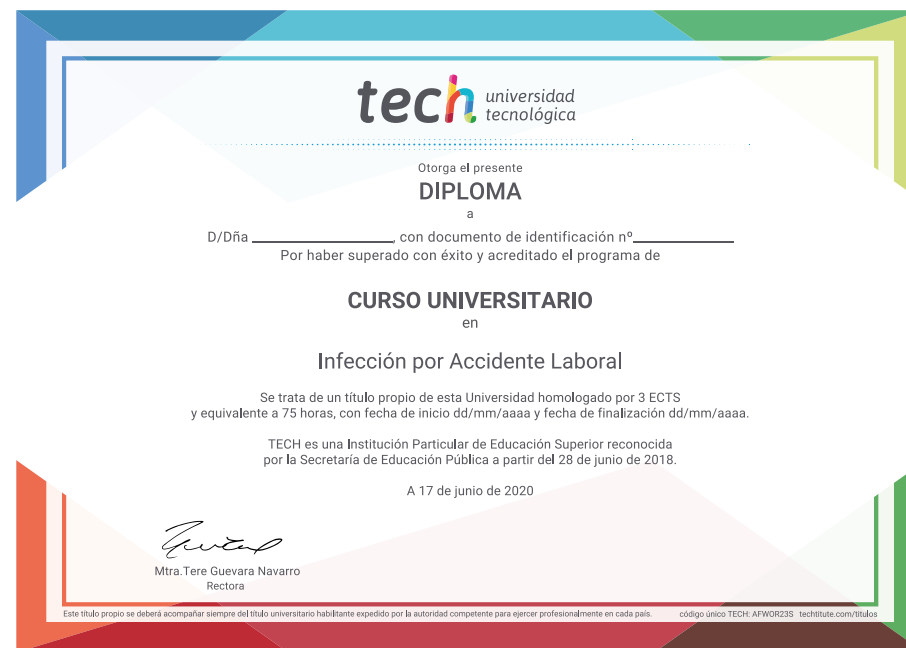 tech universidad
tecnológica
Otorga el presente
DIPLOMA
a
D/Dña ____________________, con documento de identificación nº______________
Por haber superado con éxito y acreditado el programa de
CURSO UNIVERSITARIO
en
Infección por Accidente Laboral
Se trata de un título propio de esta Universidad homologado por 3 ECTS
y equivalente a 75 horas, con fecha de inicio dd/mm/aaaa y fecha de finalización dd/mm/aaaa.
TECH es una Institución Particular de Educación Superior reconocida
por la Secretaría de Educación Pública a partir del 28 de junio de 2018.
A 17 de junio de 2020
Mtra.Tere Guevara Navarro
Rectora
Este título propio se deberá acompañar siempre del título universitario habilitante expedido por la autoridad competente para ejercer profesionalmente en cada país. código único TECH: AFWOR23S techtitute.com/títulos